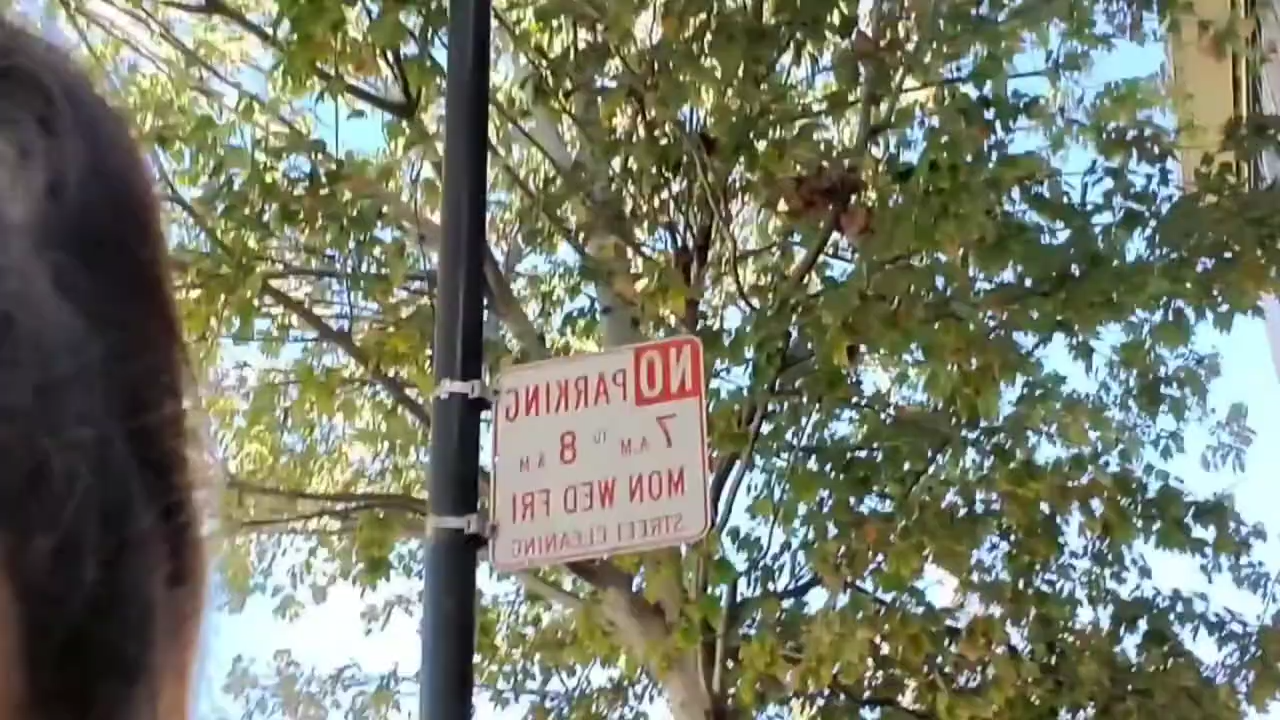 NO PARKING
7 A.M. TO 8 A.M.
MON WED FRI
STREET CLEANING